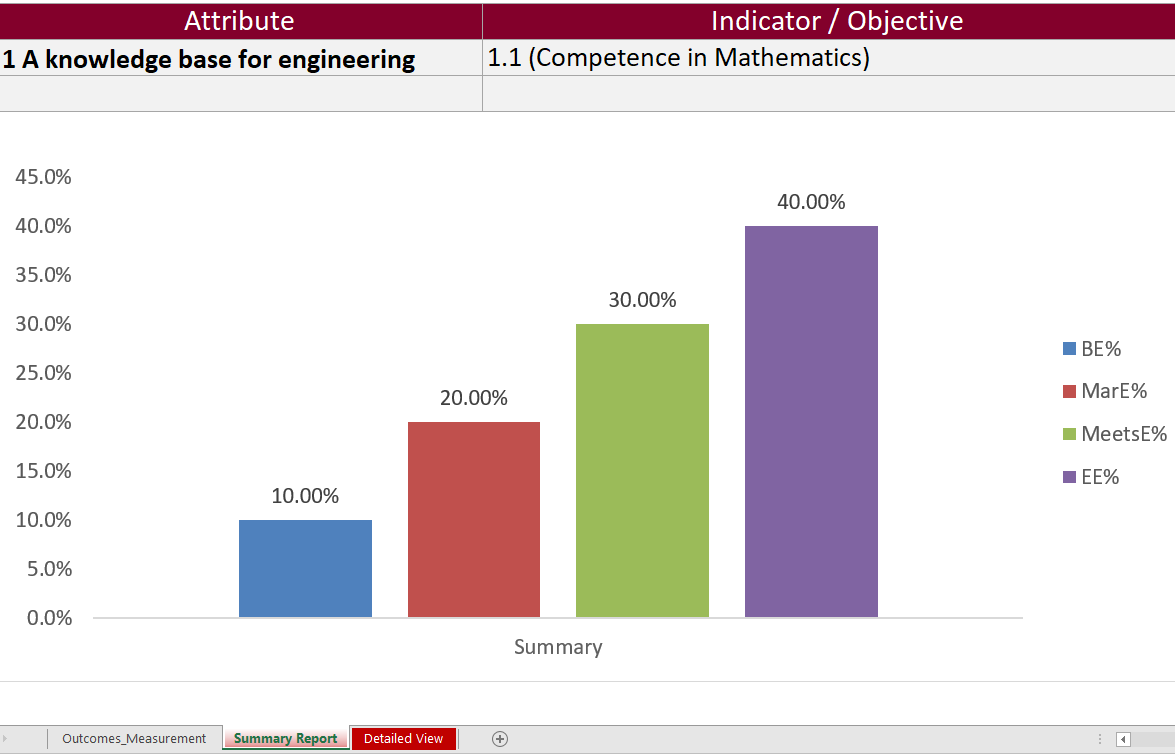 Attribute Indicator / Objective
1 A knowledge base for engineering 1.1 (Competence in Mathematics)
45.0%
40.0%
35.0%
30.0%
25.0%
20.0%
15.0%
10.0%
5.0%
0.0%
10.00%
20.00%
30.00%
40.00%
Summary
BE%
MarE%
MeetsE%
EE%
Outcomes_Measurement Summary Report Detailed View